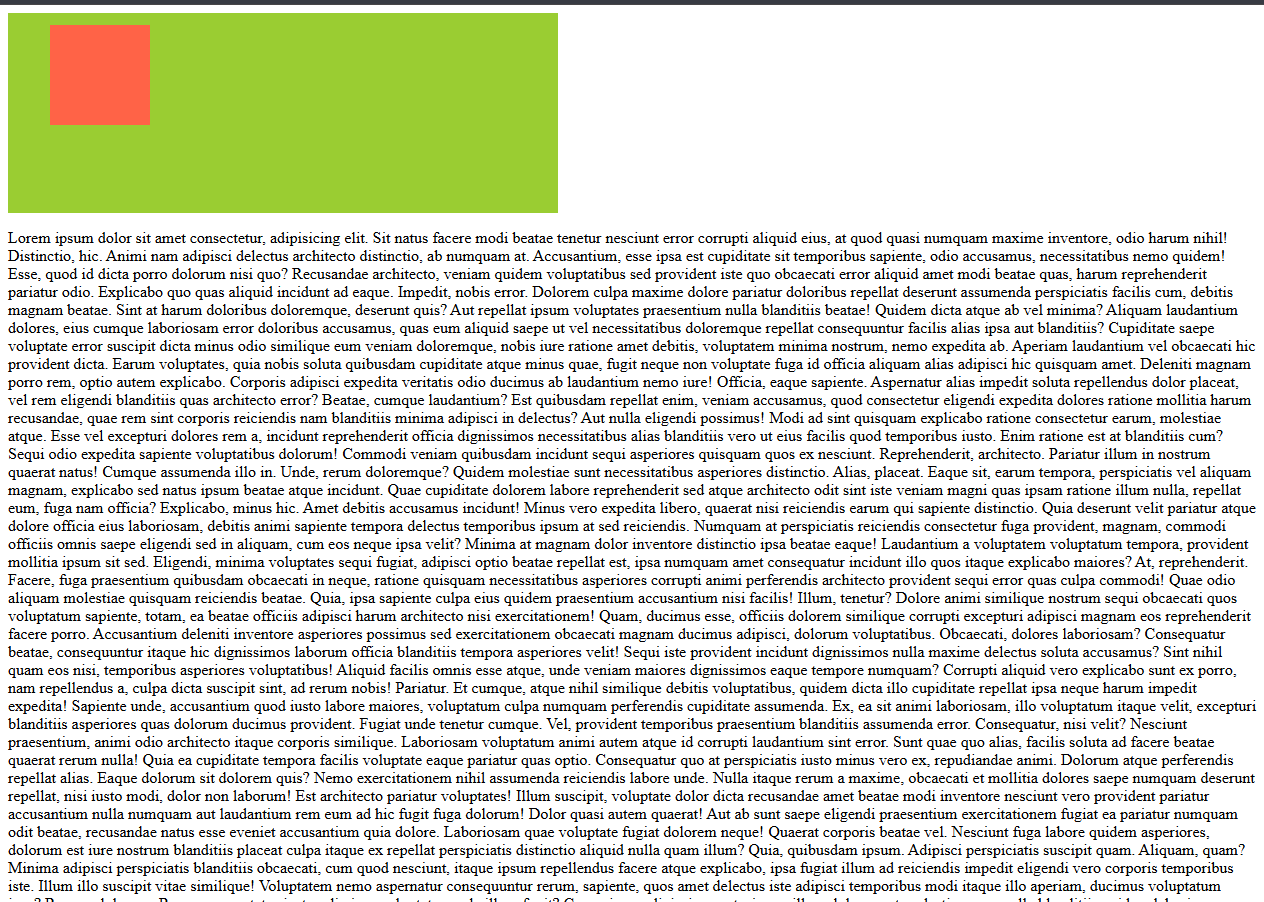 Lorem ipsum dolor sit amet consectetur, adipisicing elit. Sit natus facere modi beatae tenetur nesciunt error corrupti aliquid eius, at quod quasi numquam maxime inventore, odio harum nihil!
Distinctio, hic. Animi nam adipisci delectus architecto distinctio, ab numquam at. Accusantium, esse ipsa est cupiditate sit temporibus sapiente, odio accusamus, necessitatibus nemo quidem!
Esse, quod id dicta porro dolorum nisi quo? Recusandae architecto, veniam quidem voluptatibus sed provident iste quo obcaecati error aliquid amet modi beatae quas, harum reprehenderit
pariatur odio. Explicabo quo quas aliquid incidunt ad eaque. Impedit, nobis error. Dolorem culpa maxime dolore pariatur doloribus repellat deserunt assumenda perspiciatis facilis cum, debitis
magnam beatae. Sint at harum doloribus doloremque, deserunt quis? Aut repellat ipsum voluptates praesentium nulla blanditiis beatae! Quidem dicta atque ab vel minima? Aliquam laudantium
dolores, eius cumque laboriosam error doloribus accusamus, quas eum aliquid saepe ut vel necessitatibus doloremque repellat consequuntur facilis alias ipsa aut blanditiis? Cupiditate saepe
voluptate error suscipit dicta minus odio similique eum veniam doloremque, nobis iure ratione amet debitis, voluptatem minima nostrum, nemo expedita ab. Aperiam laudantium vel obcaecati hic
provident dicta. Earum voluptates, quia nobis soluta quibusdam cupiditate atque minus quae, fugit neque non voluptate fuga id officia aliquam alias adipisci hic quisquam amet. Deleniti magnam
porro rem, optio autem explicabo. Corporis adipisci expedita veritatis odio ducimus ab laudantium nemo iure! Officia, eaque sapiente. Aspernatur alias impedit soluta repellendus dolor placeat,
vel rem eligendi blanditiis quas architecto error? Beatae, cumque laudantium? Est quibusdam repellat enim, veniam accusamus, quod consectetur eligendi expedita dolores ratione mollitia harum
recusandae, quae rem sint corporis reiciendis nam blanditiis minima adipisci in delectus? Aut nulla eligendi possimus! Modi ad sint quisquam explicabo ratione consectetur earum, molestiae
atque. Esse vel excepturi dolores rem a, incidunt reprehenderit officia dignissimos necessitatibus alias blanditiis vero ut eius facilis quod temporibus iusto. Enim ratione est at blanditiis cum?
Sequi odio expedita sapiente voluptatibus dolorum! Commodi veniam quibusdam incidunt sequi asperiores quisquam quos ex nesciunt. Reprehenderit, architecto. Pariatur illum in nostrum
quaerat natus! Cumque assumenda illo in. Unde, rerum doloremque? Quidem molestiae sunt necessitatibus asperiores distinctio. Alias, placeat. Eaque sit, earum tempora, perspiciatis vel aliquam
magnam, explicabo sed natus ipsum beatae atque incidunt. Quae cupiditate dolorem labore reprehenderit sed atque architecto odit sint iste veniam magni quas ipsam ratione illum nulla, repellat
eum, fuga nam officia? Explicabo, minus hic. Amet debitis accusamus incidunt! Minus vero expedita libero, quaerat nisi reiciendis earum qui sapiente distinctio. Quia deserunt velit pariatur atque
dolore officia eius laboriosam, debitis animi sapiente tempora delectus temporibus ipsum at sed reiciendis. Numquam at perspiciatis reiciendis consectetur fuga provident, magnam, commodi
officiis omnis saepe eligendi sed in aliquam, cum eos neque ipsa velit? Minima at magnam dolor inventore distinctio ipsa beatae eaque! Laudantium a voluptatem voluptatum tempora, provident
mollitia ipsum sit sed. Eligendi, minima voluptates sequi fugiat, adipisci optio beatae repellat est, ipsa numquam amet consequatur incidunt illo quos itaque explicabo maiores? At, reprehenderit.
Facere, fuga praesentium quibusdam obcaecati in neque, ratione quisquam necessitatibus asperiores corrupti animi perferendis architecto provident sequi error quas culpa commodi! Quae odio
aliquam molestiae quisquam reiciendis beatae. Quia, ipsa sapiente culpa eius quidem praesentium accusantium nisi facilis! Illum, tenetur? Dolore animi similique nostrum sequi obcaecati quos
voluptatum sapiente, totam, ea beatae officiis adipisci harum architecto nisi exercitationem! Quam, ducimus esse, officiis dolorem similique corrupti excepturi adipisci magnam eos reprehenderit
facere porro. Accusantium deleniti inventore asperiores possimus sed exercitationem obcaecati magnam ducimus adipisci, dolorum voluptatibus. Obcaecati, dolores laboriosam? Consequatur
beatae, consequuntur itaque hic dignissimos laborum officia blanditiis tempora asperiores velit! Sequi iste provident incidunt dignissimos nulla maxime delectus soluta accusamus? Sint nihil
quam eos nisi, temporibus asperiores voluptatibus! Aliquid facilis omnis esse atque, unde veniam maiores dignissimos eaque tempore numquam? Corrupti aliquid vero explicabo sunt ex porro,
nam repellendus a, culpa dicta suscipit sint, ad rerum nobis! Pariatur. Et cumque, atque nihil similique debitis voluptatibus, quidem dicta illo cupiditate repellat ipsa neque harum impedit
expedita! Sapiente unde, accusantium quod iusto labore maiores, voluptatum culpa numquam perferendis cupiditate assumenda. Ex, ea sit animi laboriosam, illo voluptatum itaque velit, excepturi
blanditiis asperiores quas dolorum ducimus provident. Fugiat unde tenetur cumque. Vel, provident temporibus praesentium blanditiis assumenda error. Consequatur, nisi velit? Nesciunt
praesentium, animi odio architecto itaque corporis similique. Laboriosam voluptatum animi autem atque id corrupti laudantium sint error. Sunt quae quo alias, facilis soluta ad facere beatae
quaerat rerum nulla! Quia ea cupiditate tempora facilis voluptate eaque pariatur quas optio. Consequatur quo at perspiciatis iusto minus vero ex, repudiandae animi. Dolorum atque perferendis
repellat alias. Eaque dolorum sit dolorem quis? Nemo exercitationem nihil assumenda reiciendis labore unde. Nulla itaque rerum a maxime, obcaecati et mollitia dolores saepe numquam deserunt
repellat, nisi iusto modi, dolor non laborum! Est architecto pariatur voluptates! Illum suscipit, voluptate dolor dicta recusandae amet beatae modi inventore nesciunt vero provident pariatur
accusantium nulla numquam aut laudantium rem eum ad hic fugit fuga dolorum! Dolor quasi autem quaerat! Aut ab sunt saepe eligendi praesentium exercitationem fugiat ea pariatur numquam
odit beatae, recusandae natus esse eveniet accusantium quia dolore. Laboriosam quae voluptate fugiat dolorem neque! Quaerat corporis beatae vel. Nesciunt fuga labore quidem asperiores,
dolorum est iure nostrum blanditiis placeat culpa itaque ex repellat perspiciatis distinctio aliquid nulla quam illum? Quia, quibusdam ipsum. Adipisci perspiciatis suscipit quam. Aliquam, quam?
Minima adipisci perspiciatis blanditiis obcaecati, cum quod nesciunt, itaque ipsum repellendus facere atque explicabo, ipsa fugiat illum ad reiciendis impedit eligendi vero corporis temporibus
iste. Illum illo suscipit vitae similique! Voluptatem nemo aspernatur consequuntur rerum, sapiente, quos amet delectus iste adipisci temporibus modi itaque illo aperiam, ducimus voluptatum